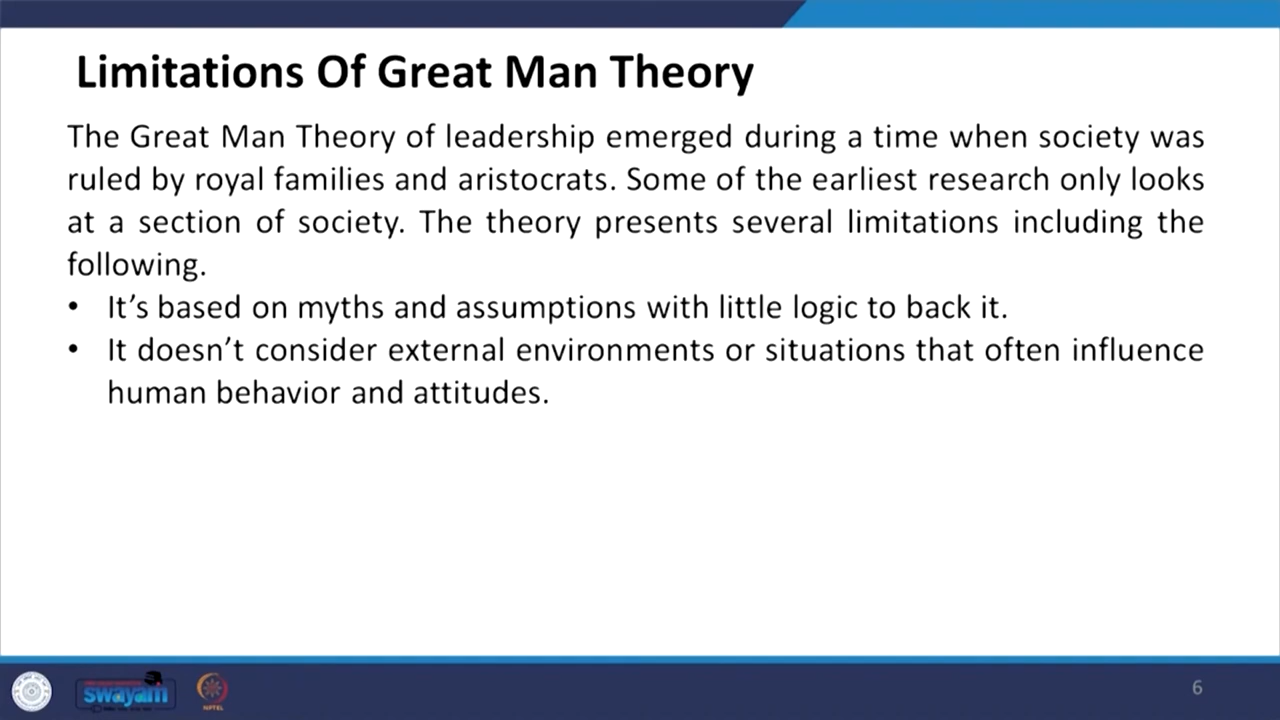 Limitations Of Great Man Theory
The Great Man Theory of leadership emerged during a time when society was
ruled by royal families and aristocrats. Some of the earliest research only looks
at a section of society. The theory presents several limitations including the
following.
• It’s based on myths and assumptions with little logic to back it.
• It doesn’t consider external environments or situations that often influence
human behavior and attitudes.
swayam
NPTEL
6